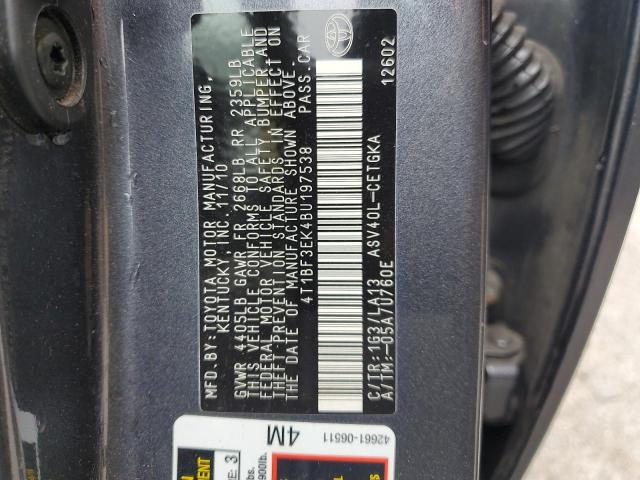 MFD.BY:TOYOTA MOTOR MANUFACTURING,
KENTUCKY,INC. 11/10
GVWR 4405LB GAWR FR 2668LB RR 2359LB
THIS VEHICLE CONFORMS TO ALL APPLICABLE
FEDERAL MOTOR VEHICLE SAFETY, BUMPER AND
THEFT PREVENTION STANDARDS IN EFFECT ON
THE DATE OF MANUFACTURE SHOWN ABOVE.
4T1BF3EK4BU197538 PASS. CAR
C/TR:1G3/LA13 ASV40L-CETGKA
A/TM:-05A/U760E 12602
42661-06511
4M